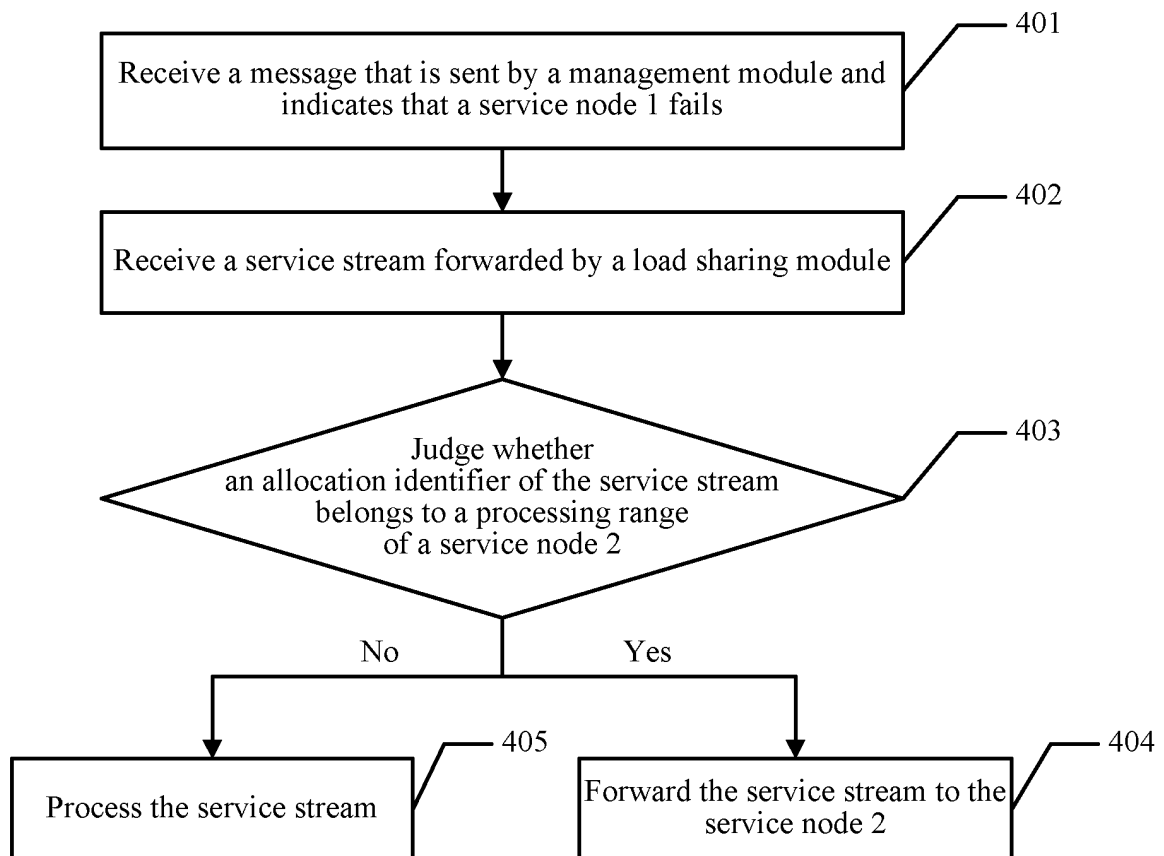 401
Receive a message that is sent by a management module and
indicates that a service node 1 fails
402
Receive a service stream forwarded by a load sharing module
403
Judge whether
an allocation identifier of the service stream
belongs to a processing range
of a service node 2
No
Yes
405
Process the service stream
404
Forward the service stream to the
service node 2